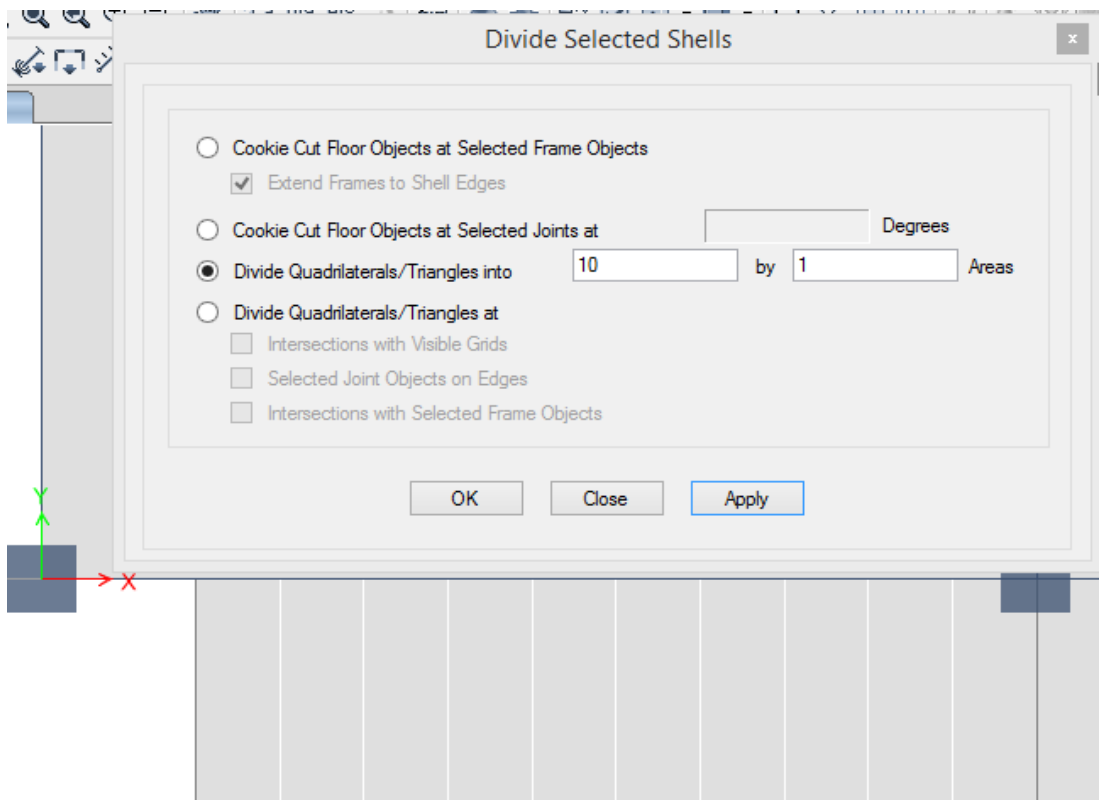 Divide Selected Shells
x
Cookie Cut Floor Objects at Selected Frame Objects
Extend Frames to Shell Edges
Cookie Cut Floor Objects at Selected Joints at Degrees
Divide Quadrilaterals/Triangles into 10 by 1 Areas
Divide Quadrilaterals/Triangles at
Intersections with Visible Grids
Selected Joint Objects on Edges
Intersections with Selected Frame Objects
OK Close Apply
Y
X